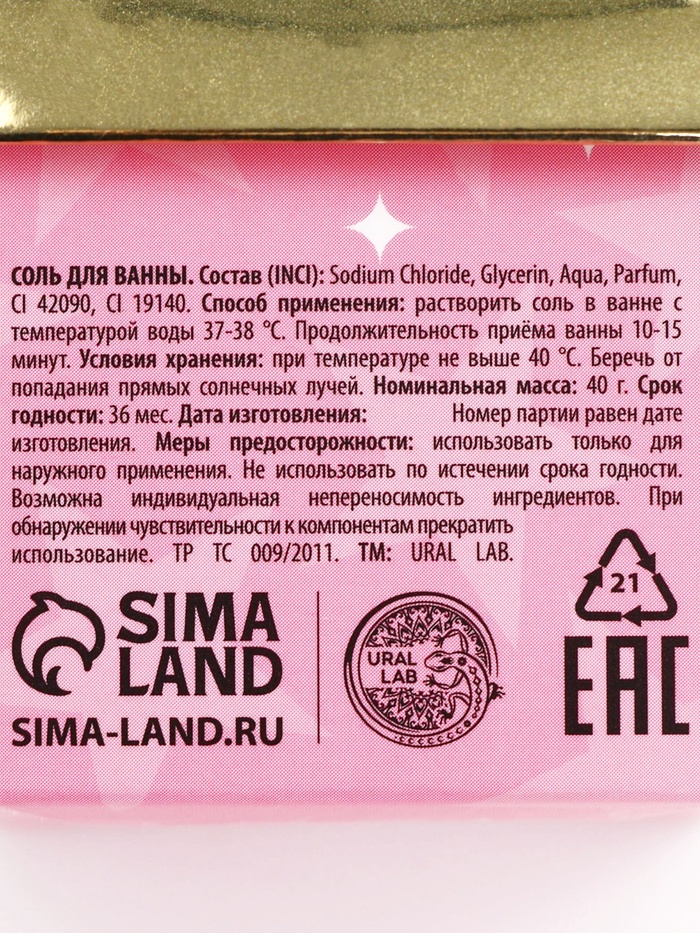 СОЛЬ ДЛЯ ВАННЫ. Состав (INCI): Sodium Chloride, Glycerin, Aqua, Parfum,
CI 42090, CI 19140. Способ применения: растворить соль в ванне с
температурой воды 37-38 °С. Продолжительность приёма ванны 10-15
минут. Условия хранения: при температуре не выше 40 °С. Беречь от
попадания прямых солнечных лучей. Номинальная масса: 40 г. Срок
годности: 36 мес. Дата изготовления: Номер партии равен дате
изготовления. Меры предосторожности: использовать только для
наружного применения. Не использовать по истечении срока годности.
Возможна индивидуальная непереносимость ингредиентов. При
обнаружении чувствительности к компонентам прекратить
использование. ТР ТС 009/2011. ТМ: URAL LAB.
SIMA
LAND
SIMA-LAND.RU
URAL
LAB
21
EAC